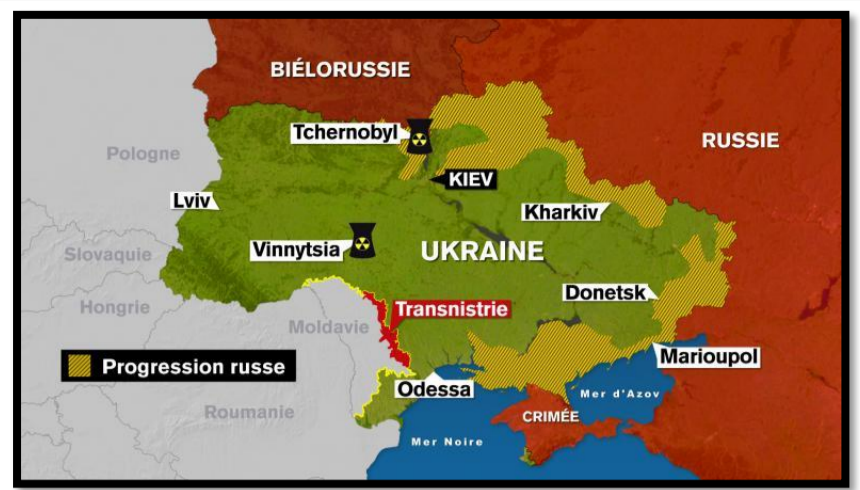 BIÉLORUSSIE
RUSSIE
Tchernobyl
Pologne
KIEV
Lviv
Kharkiv
Slovaquie
Vinnytsia
UKRAINE
Hongrie
Donetsk
Transnistrie
Moldavie
Marioupol
Progression russe
Odessa
Mer d'Azov
Roumanie
CRIMÉE
Mer Noire